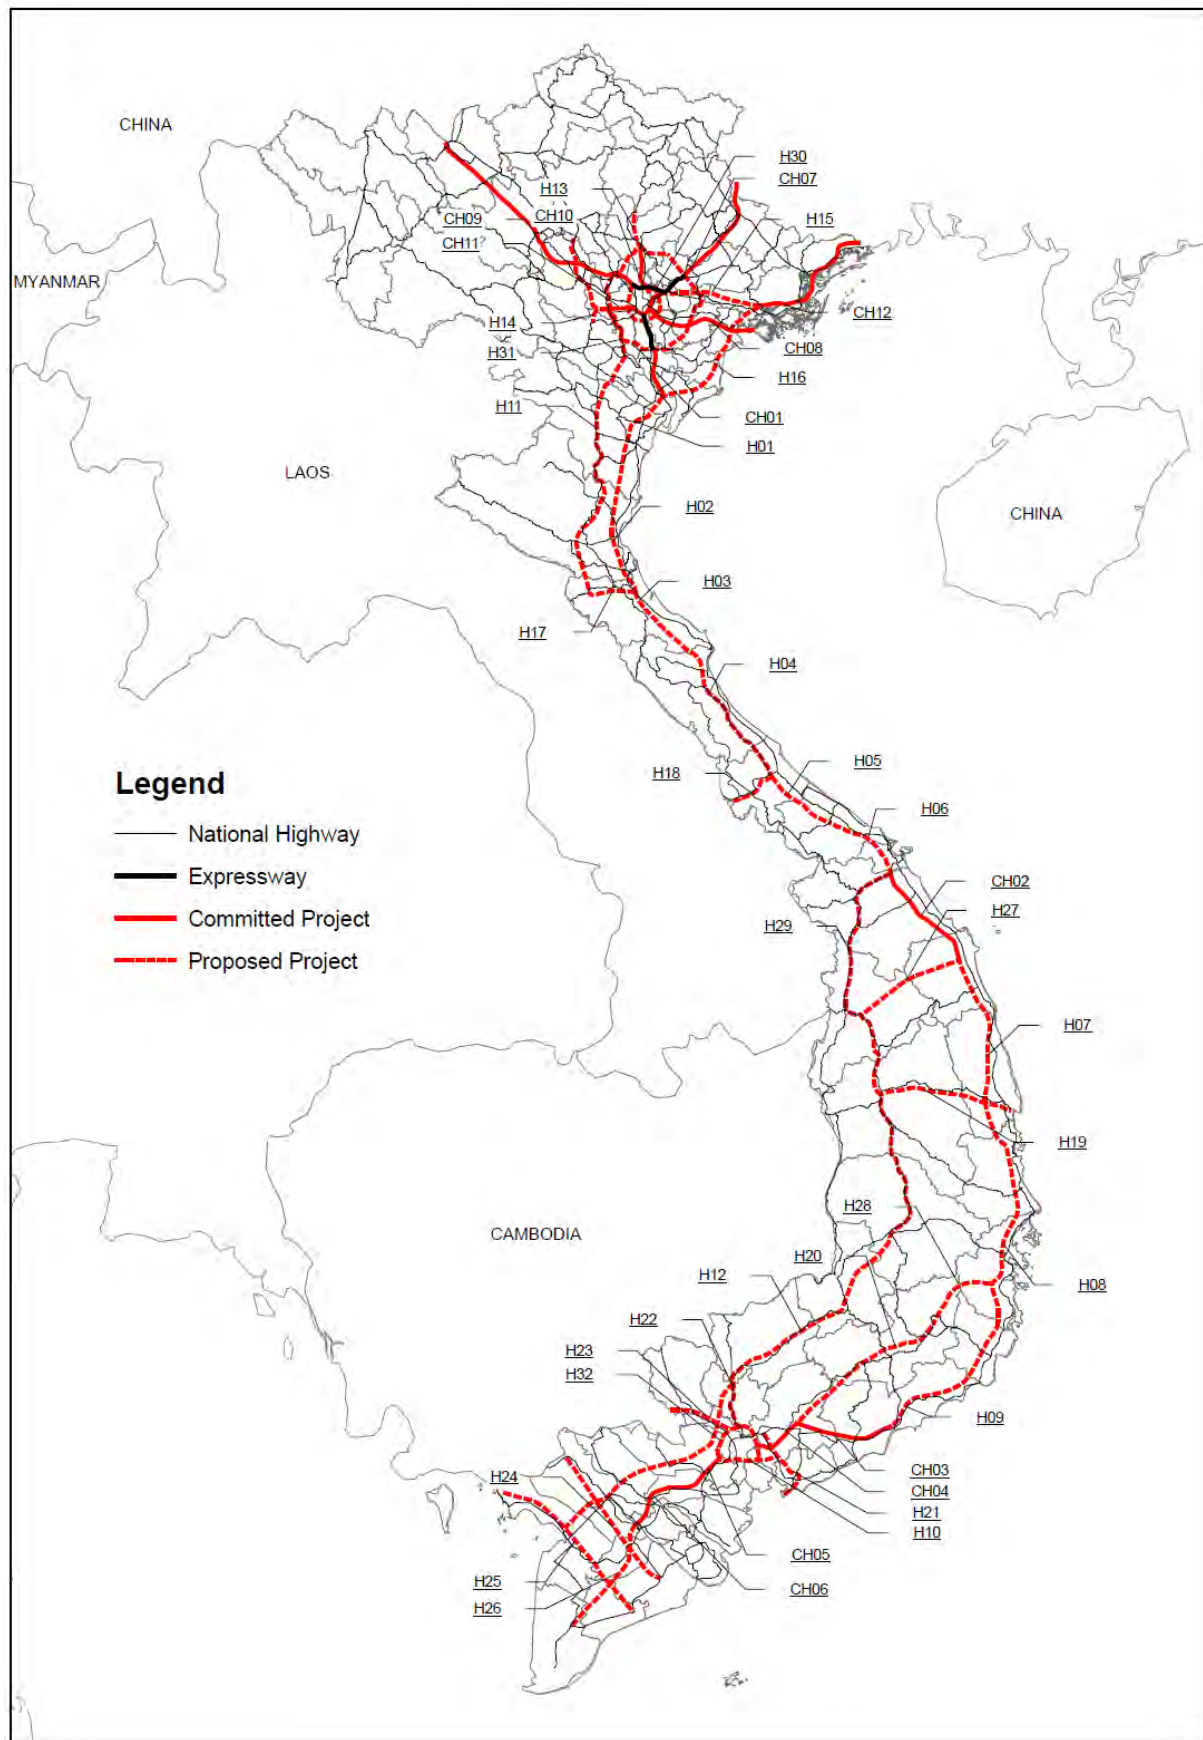 CHINA
H30
CH07
H13
CH09
CH10
H15
CH11
MYANMAR
CH12
H14
CH08
H31
H16
H11
CH01
H01
LAOS
H02
CHINA
H03
H17
H04
H18
H05
Legend
National Highway
Expressway
Committed Project
Proposed Project
H06
CH02
H27
H29
H07
H19
H28
CAMBODIA
H20
H12
H08
H22
H23
H32
H09
CH03
H24
CH04
H21
H10
CH05
H25
CH06
H26